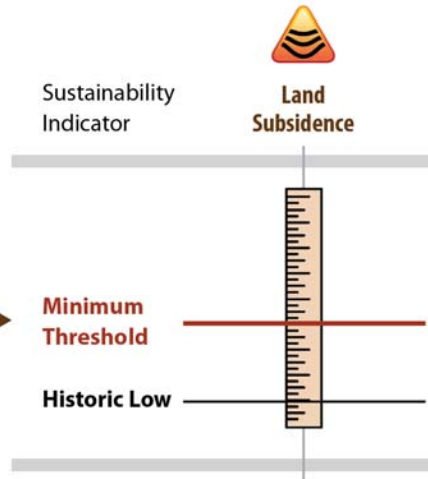 Sustainability
Indicator
Land
Subsidence
Minimum
Threshold
Historic Low